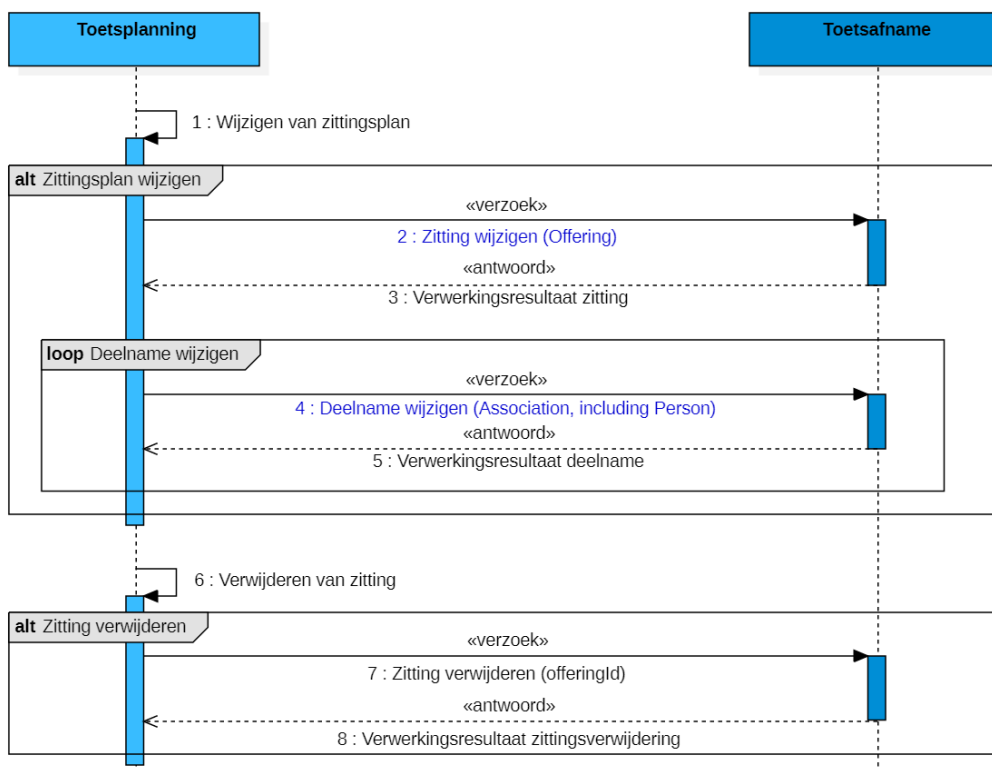 Toetsplanning
Toetsafname
1 : Wijzigen van zittingsplan
alt Zittingsplan wijzigen
«verzoek»
2 : Zitting wijzigen (Offering)
«antwoord»
3 : Verwerkingsresultaat zitting
loop Deelname wijzigen
«verzoek»
4 : Deelname wijzigen (Association, including Person)
«antwoord»
5 : Verwerkingsresultaat deelname
6 : Verwijderen van zitting
alt Zitting verwijderen
«verzoek»
7 : Zitting verwijderen (offeringId)
«antwoord»
8 : Verwerkingsresultaat zittingsverwijdering